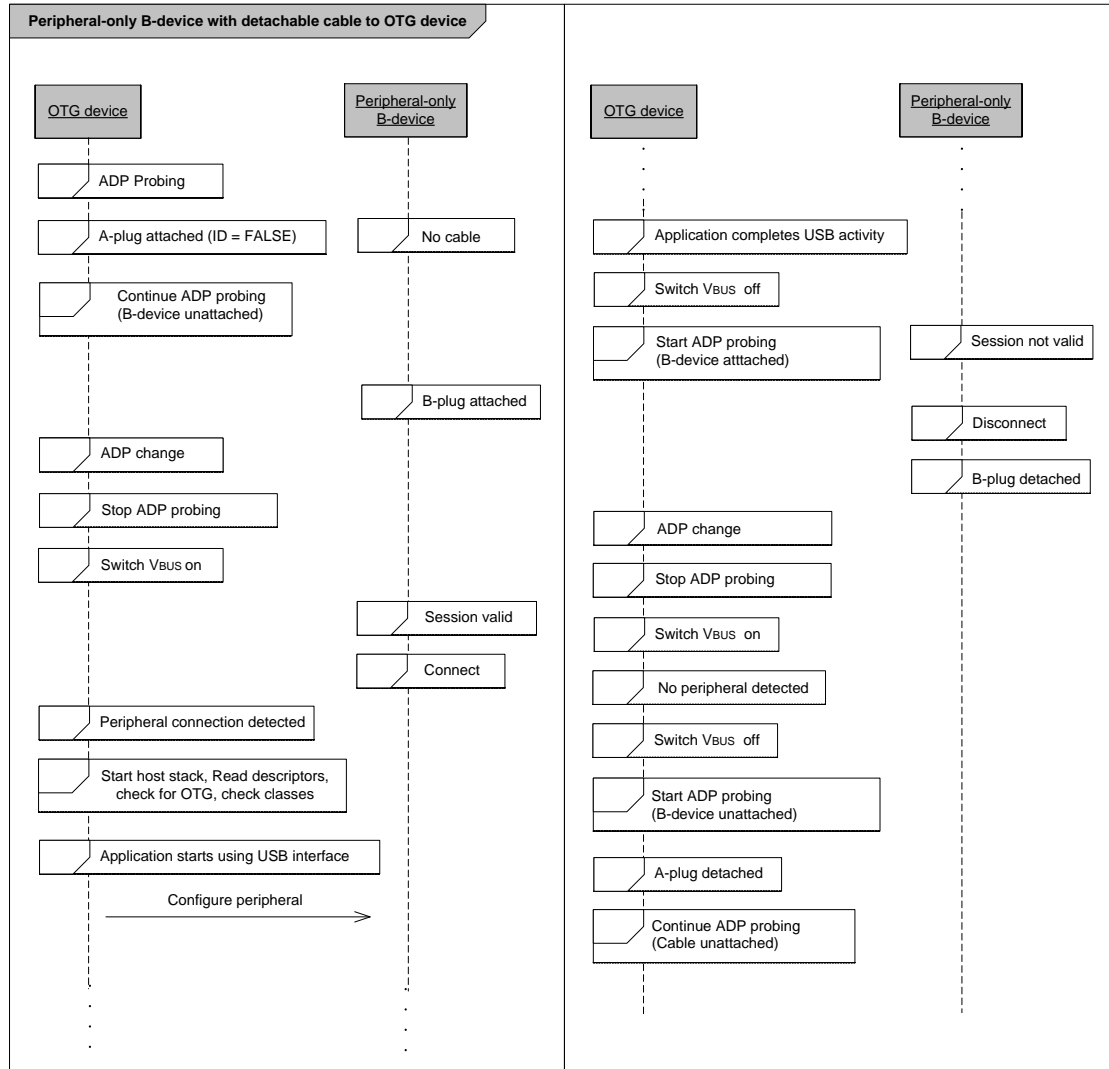 Peripheral-only B-device with detachable cable to OTG device
OTG device
Peripheral-only
B-device
ADP Probing
A-plug attached (ID = FALSE)
No cable
Continue ADP probing
(B-device unattached)
B-plug attached
ADP change
Stop ADP probing
Switch VBUS on
Session valid
Connect
Peripheral connection detected
Start host stack, Read descriptors,
check for OTG, check classes
Application starts using USB interface
Configure peripheral
OTG device
Peripheral-only
B-device
Application completes USB activity
Switch VBUS off
Start ADP probing
(B-device atttached)
Session not valid
Disconnect
B-plug detached
ADP change
Stop ADP probing
Switch VBUS on
No peripheral detected
Switch VBUS off
Start ADP probing
(B-device unattached)
A-plug detached
Continue ADP probing
(Cable unattached)